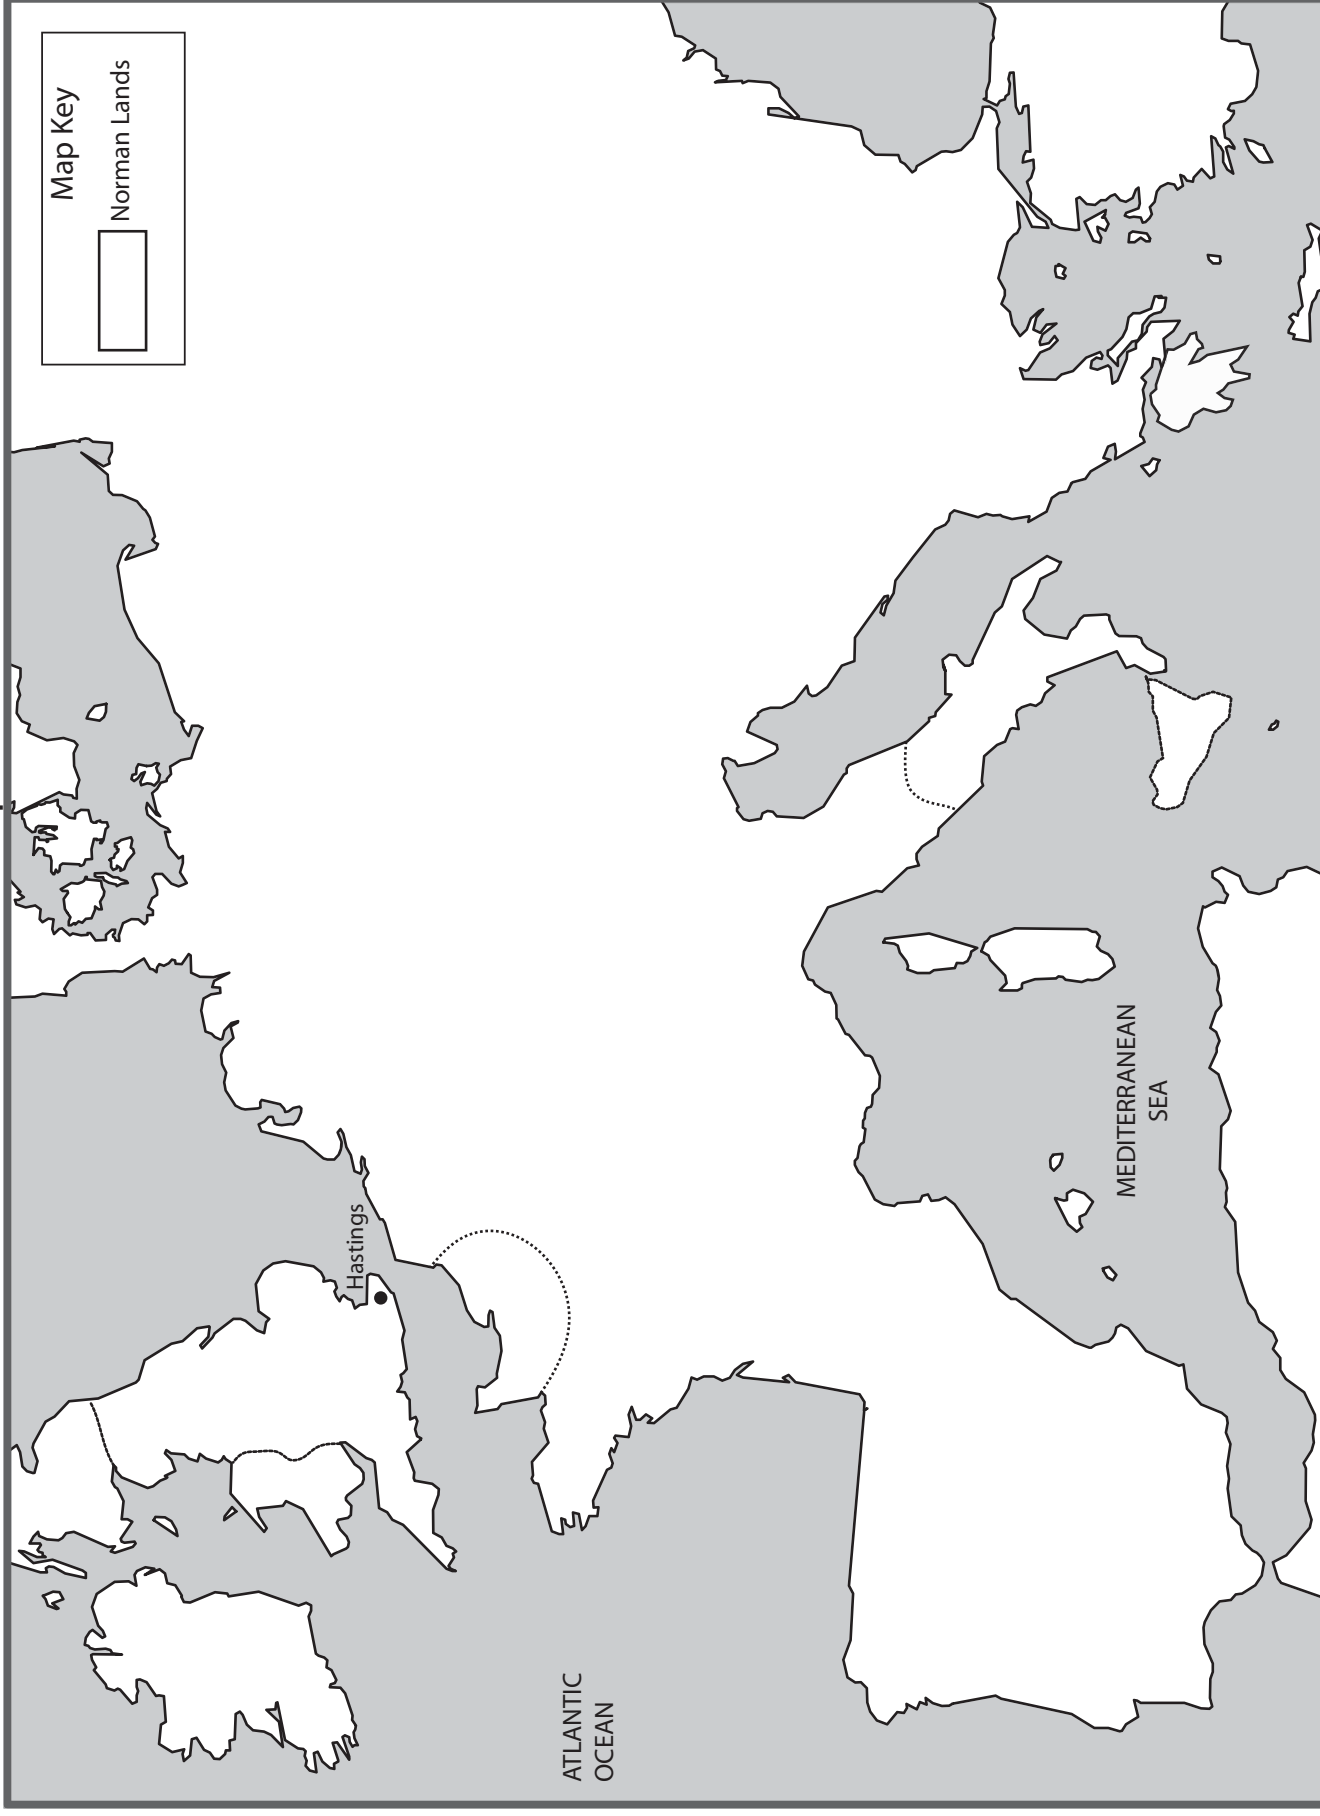 Map Key
Norman Lands
Hastings
ATLANTIC
OCEAN
MEDITERRANEAN
SEA